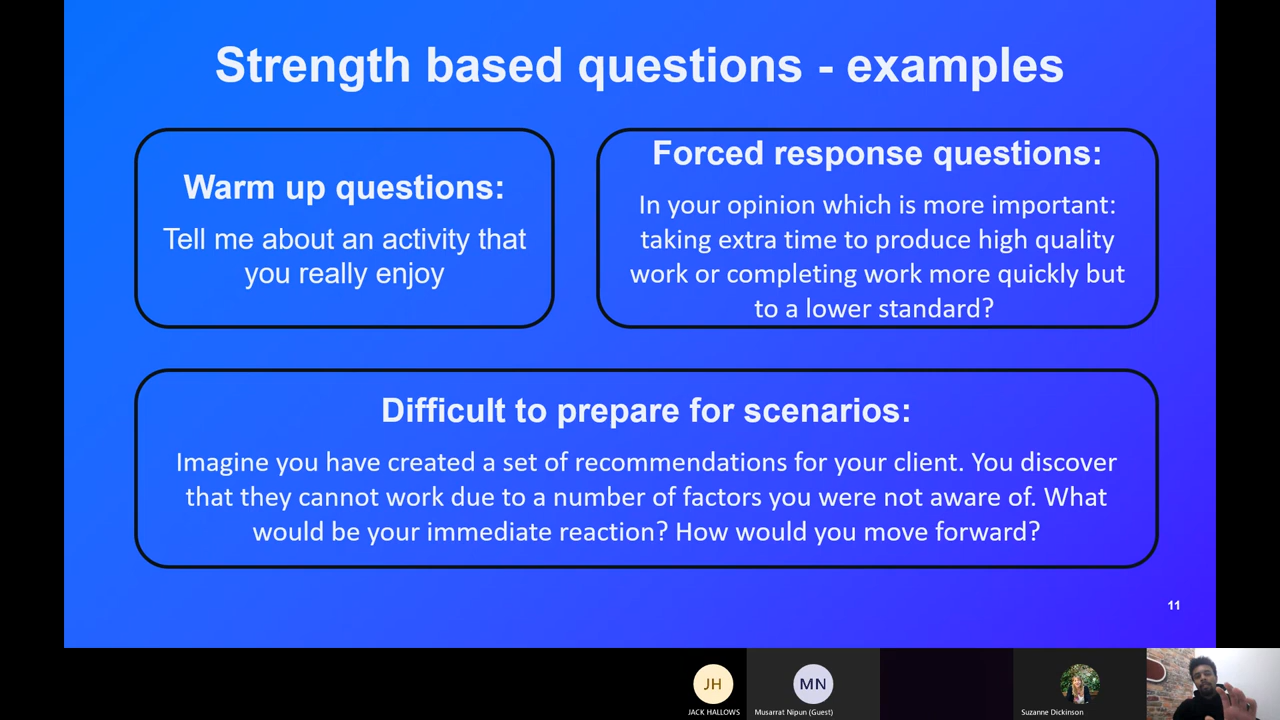 Strength based questions - examples
Warm up questions:
Tell me about an activity that
you really enjoy
Forced response questions:
In your opinion which is more important:
taking extra time to produce high quality
work or completing work more quickly but
to a lower standard?
Difficult to prepare for scenarios:
Imagine you have created a set of recommendations for your client. You discover
that they cannot work due to a number of factors you were not aware of. What
would be your immediate reaction? How would you move forward?
11
JH
JACK HALLOWS
MN
Musarrat Nipun (Guest)
Suzanne Dickinson